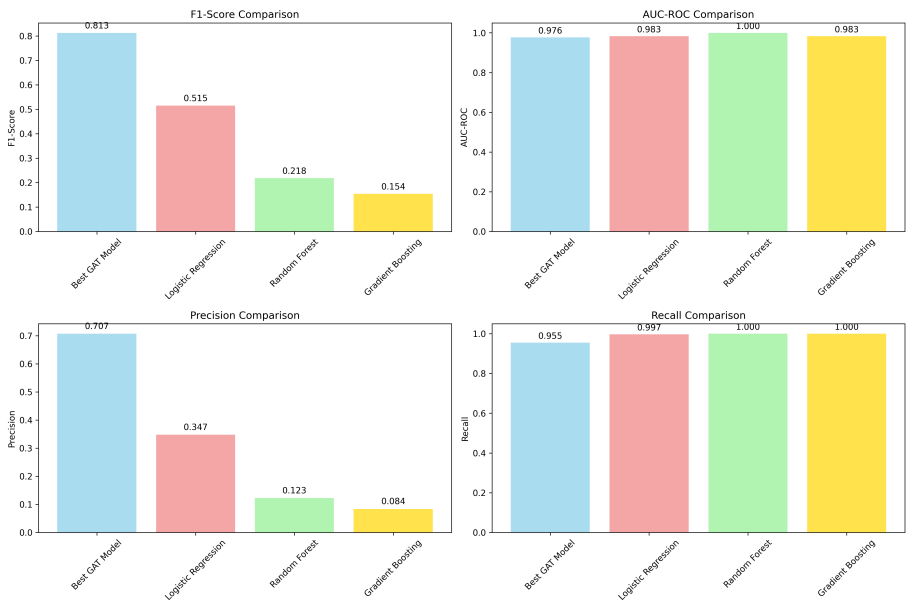 F1-Score Comparison
F1-Score
0.8
0.7
0.6
0.5
0.4
0.3
0.2
0.1
0.0
0.813
0.515
0.218
0.154
Best GAT Model
Logistic Regression
Random Forest
Gradient Boosting
AUC-ROC Comparison
AUC-ROC
1.0
0.8
0.6
0.4
0.2
0.0
0.976
0.983
1.000
0.983
Best GAT Model
Logistic Regression
Random Forest
Gradient Boosting
Precision Comparison
Precision
0.7
0.6
0.5
0.4
0.3
0.2
0.1
0.0
0.707
0.347
0.123
0.084
Best GAT Model
Logistic Regression
Random Forest
Gradient Boosting
Recall Comparison
Recall
1.0
0.8
0.6
0.4
0.2
0.0
0.955
0.997
1.000
1.000
Best GAT Model
Logistic Regression
Random Forest
Gradient Boosting